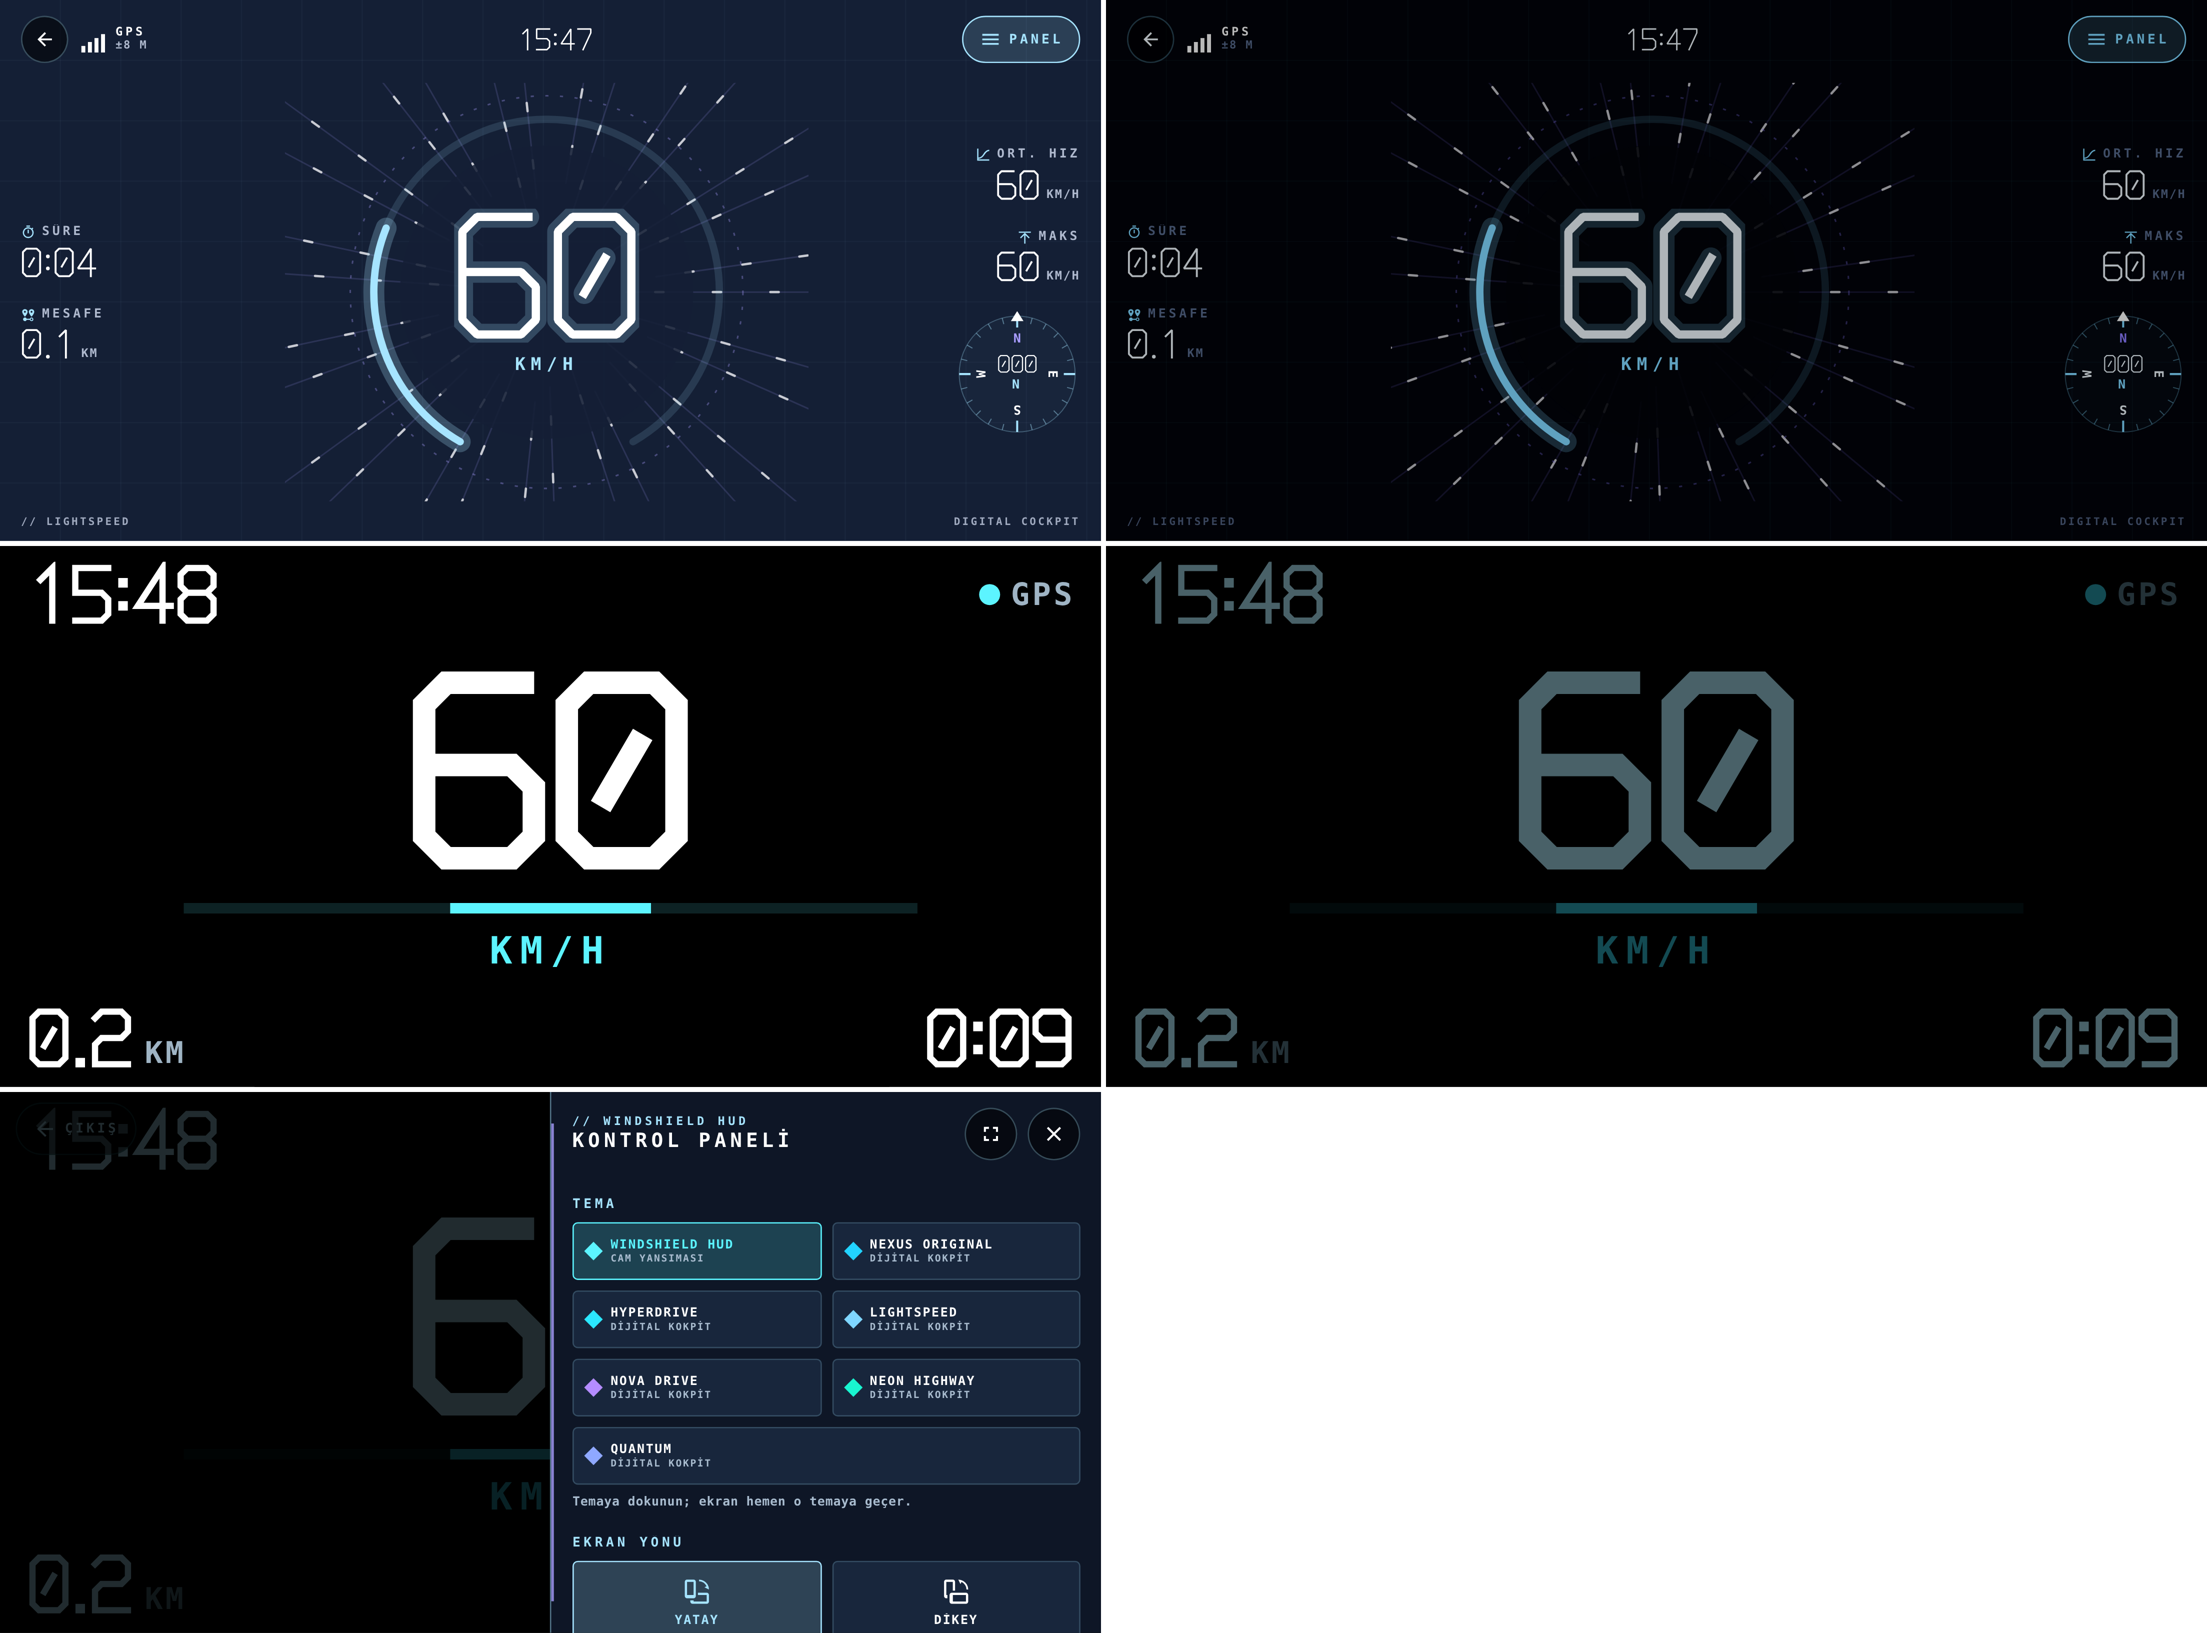 GPS
±8 M
15:47
PANEL
SURE
0:04
MESAFE
0.1 KM
60
KM/H
ORT. HIZ
60 KM/H
MAKS
60 KM/H
N
W 000 E
N
S
// LIGHTSPEED
DIGITAL COCKPIT
GPS
±8 M
15:47
PANEL
SURE
0:04
MESAFE
0.1 KM
60
KM/H
ORT. HIZ
60 KM/H
MAKS
60 KM/H
N
W 000 E
N
S
// LIGHTSPEED
DIGITAL COCKPIT
15:48
GPS
60
KM/H
0.2 KM
0:09
15:48
GPS
60
KM/H
0.2 KM
0:09
15:48
ÇIKIŞ
6
KM
0.2 KM
// WINDSHIELD HUD
KONTROL PANELİ
TEMA
WINDSHIELD HUD
CAM YANSIMASI
NEXUS ORIGINAL
DİJİTAL KOKPİT
HYPERDRIVE
DİJİTAL KOKPİT
LIGHTSPEED
DİJİTAL KOKPİT
NOVA DRIVE
DİJİTAL KOKPİT
NEON HIGHWAY
DİJİTAL KOKPİT
QUANTUM
DİJİTAL KOKPİT
Temaya dokunun; ekran hemen o temaya geçer.
EKRAN YONU
YATAY
DİKEY